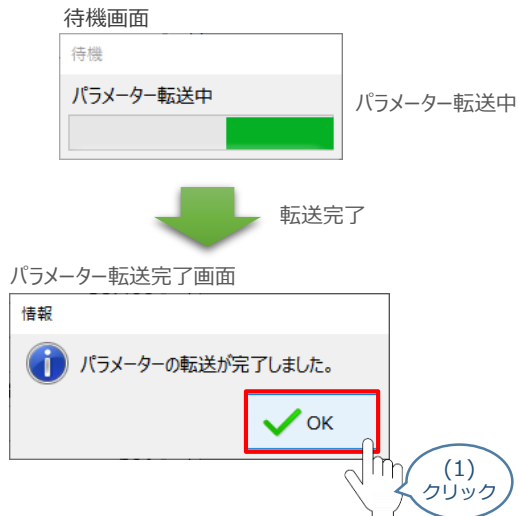 待機画面
待機
パラメーター転送中
パラメーター転送中
転送完了
パラメーター転送完了画面
情報
パラメーターの転送が完了しました。
OK
(1)
クリック